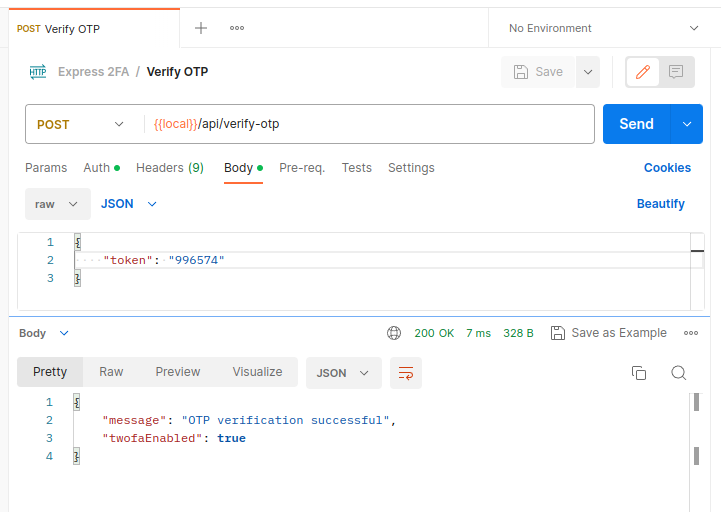 POST Verify OTP
No Environment
HTTP Express 2FA / Verify OTP
Save
POST {{local}}/api/verify-otp
Send
Params Auth Headers (9) Body Pre-req. Tests Settings Cookies
raw JSON Beautify
1 {
2 "token": "996574"
3 }
Body 200 OK 7 ms 328 B Save as Example
Pretty Raw Preview Visualize JSON
1 {
2 "message": "OTP verification successful",
3 "twofaEnabled": true
4 }